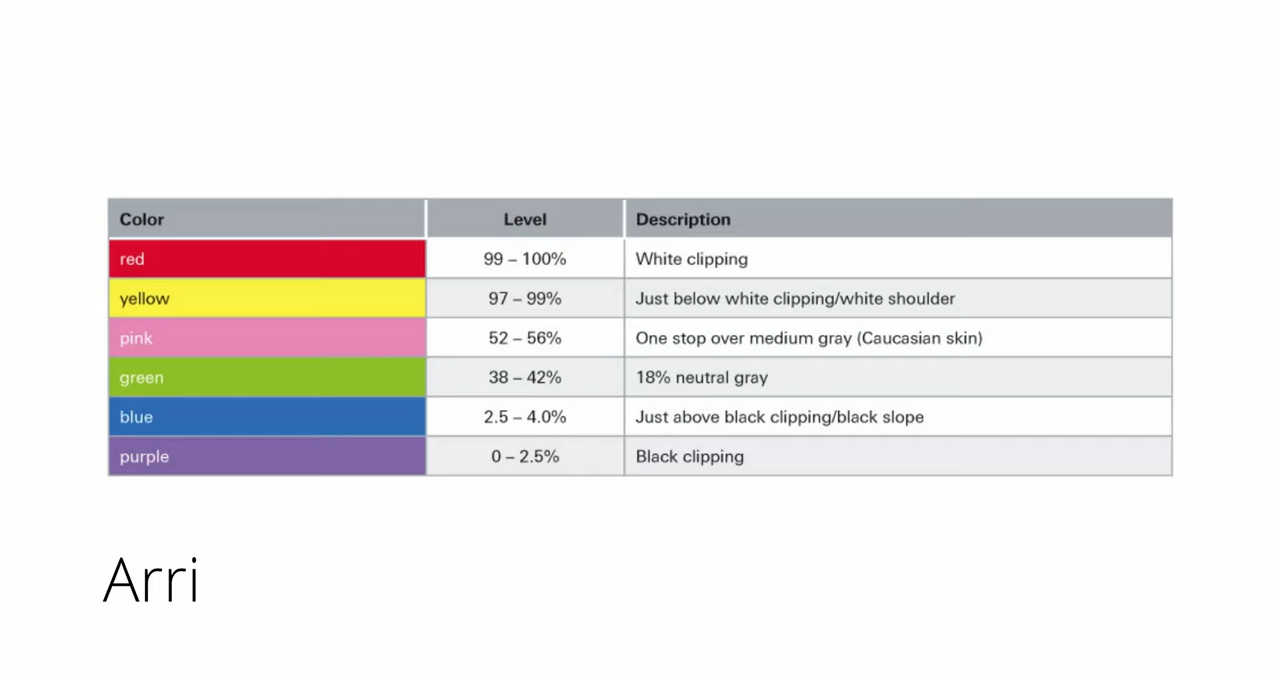 Color Level Description
red 99 – 100% White clipping
yellow 97 – 99% Just below white clipping/white shoulder
pink 52 – 56% One stop over medium gray (Caucasian skin)
green 38 – 42% 18% neutral gray
blue 2.5 – 4.0% Just above black clipping/black slope
purple 0 – 2.5% Black clipping
Arri